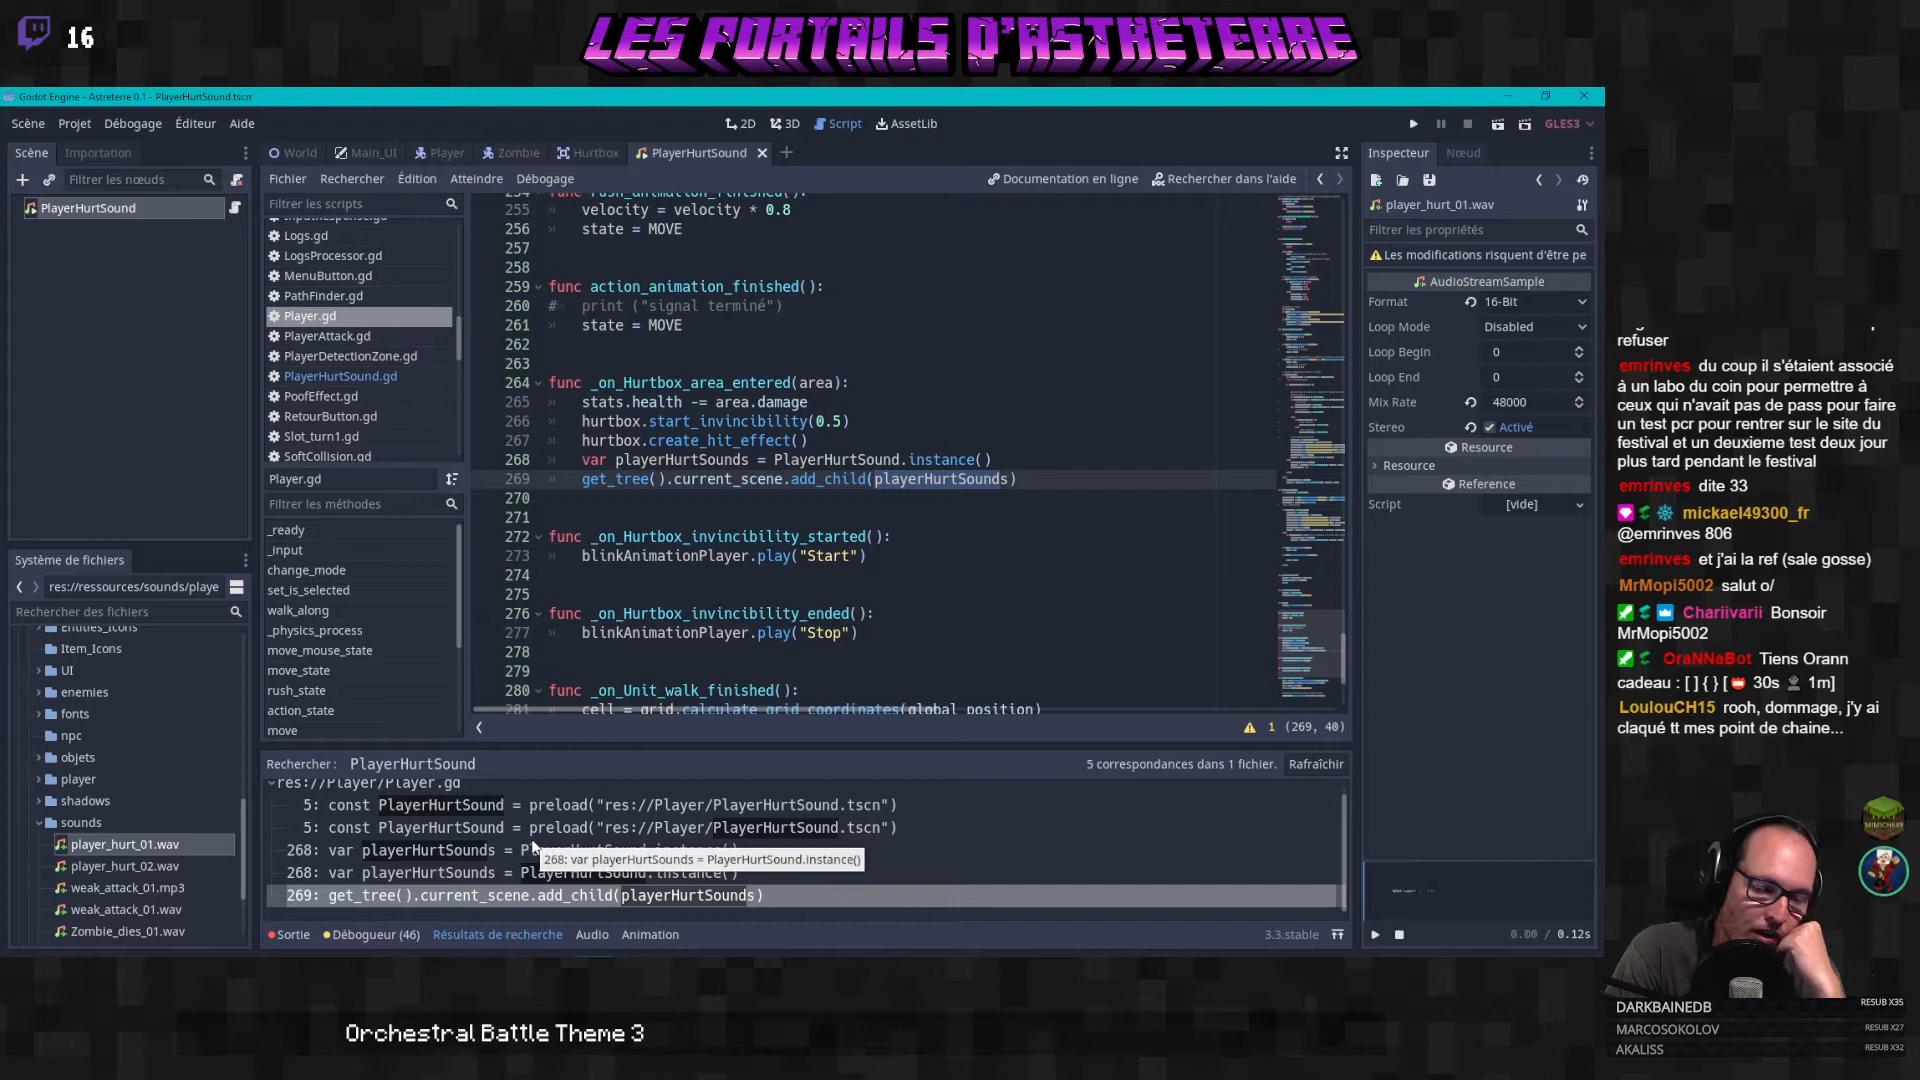 16
LES PORTAILS D'ASTRETERRE
Godot Engine - Astreterre 0.1 - PlayerHurtSound.tscn
Scène Projet Débogage Éditeur Aide
2D 3D Script AssetLib
GLES3
Scène Importation
Filtrer les nœuds
PlayerHurtSound
World Main_UI Player Zombie Hurtbox PlayerHurtSound
Fichier Rechercher Édition Atteindre Débogage
Documentation en ligne Rechercher dans l'aide
Filtrer les scripts
Logs.gd
LogsProcessor.gd
MenuButton.gd
PathFinder.gd
Player.gd
PlayerAttack.gd
PlayerDetectionZone.gd
PlayerHurtSound.gd
PoofEffect.gd
RetourButton.gd
Slot_turn1.gd
SoftCollision.gd
Player.gd
Filtrer les méthodes
_ready
_input
change_mode
set_is_selected
walk_along
_physics_process
move_mouse_state
move_state
rush_state
action_state
move
255 velocity = velocity * 0.8
256 state = MOVE
257
258
259 func action_animation_finished():
260 # print ("signal terminé")
261 state = MOVE
262
263
264 func _on_Hurtbox_area_entered(area):
265 stats.health -= area.damage
266 hurtbox.start_invincibility(0.5)
267 hurtbox.create_hit_effect()
268 var playerHurtSounds = PlayerHurtSound.instance()
269 get_tree().current_scene.add_child(playerHurtSounds)
270
271
272 func _on_Hurtbox_invincibility_started():
273 blinkAnimationPlayer.play("Start")
274
275
276 func _on_Hurtbox_invincibility_ended():
277 blinkAnimationPlayer.play("Stop")
278
279
280 func _on_Unit_walk_finished():
281 cell = grid.calculate_grid_coordinates(global_position)
1 (269, 40)
Système de fichiers
res://ressources/sounds/playe
Rechercher des fichiers
Entities_Icons
Item_Icons
UI
enemies
fonts
npc
objets
player
shadows
sounds
player_hurt_01.wav
player_hurt_02.wav
weak_attack_01.mp3
weak_attack_01.wav
Zombie_dies_01.wav
Rechercher: PlayerHurtSound
5 correspondances dans 1 fichier. Rafraîchir
res://Player/Player.gd
5: const PlayerHurtSound = preload("res://Player/PlayerHurtSound.tscn")
5: const PlayerHurtSound = preload("res://Player/PlayerHurtSound.tscn")
268: var playerHurtSounds = PlayerHurtSound.instance()
268: var playerHurtSounds = PlayerHurtSound.instance()
268: var playerHurtSounds = PlayerHurtSound.instance()
269: get_tree().current_scene.add_child(playerHurtSounds)
Sortie Débogueur (46) Résultats de recherche Audio Animation
3.3.stable
Inspecteur Nœud
player_hurt_01.wav
Filtrer les propriétés
Les modifications risquent d'être pe
AudioStreamSample
Format 16-Bit
Loop Mode Disabled
Loop Begin 0
Loop End 0
Mix Rate 48000
Stereo Activé
Resource
Resource
Reference
Script [vide]
0.00 / 0.12s
refuser
emrinves du coup il s'étaient associé
à un labo du coin pour permettre à
ceux qui n'avait pas de pass pour faire
un test pcr pour rentrer sur le site du
festival et un deuxieme test deux jour
plus tard pendant le festival
emrinves dite 33
mickael49300_fr
@emrinves 806
emrinves et j'ai la ref (sale gosse)
MrMopi5002 salut o/
Chariivarii Bonsoir
MrMopi5002
OraNNaBot Tiens Orann
cadeau : [ ] { } [ 30s 1m]
LoulouCH15 rooh, dommage, j'y ai
claqué tt mes point de chaine...
MIMICH649
DARKBAINEDB RESUB X35
MARCOSOKOLOV RESUB X27
AKALISS RESUB X32
Orchestral Battle Theme 3